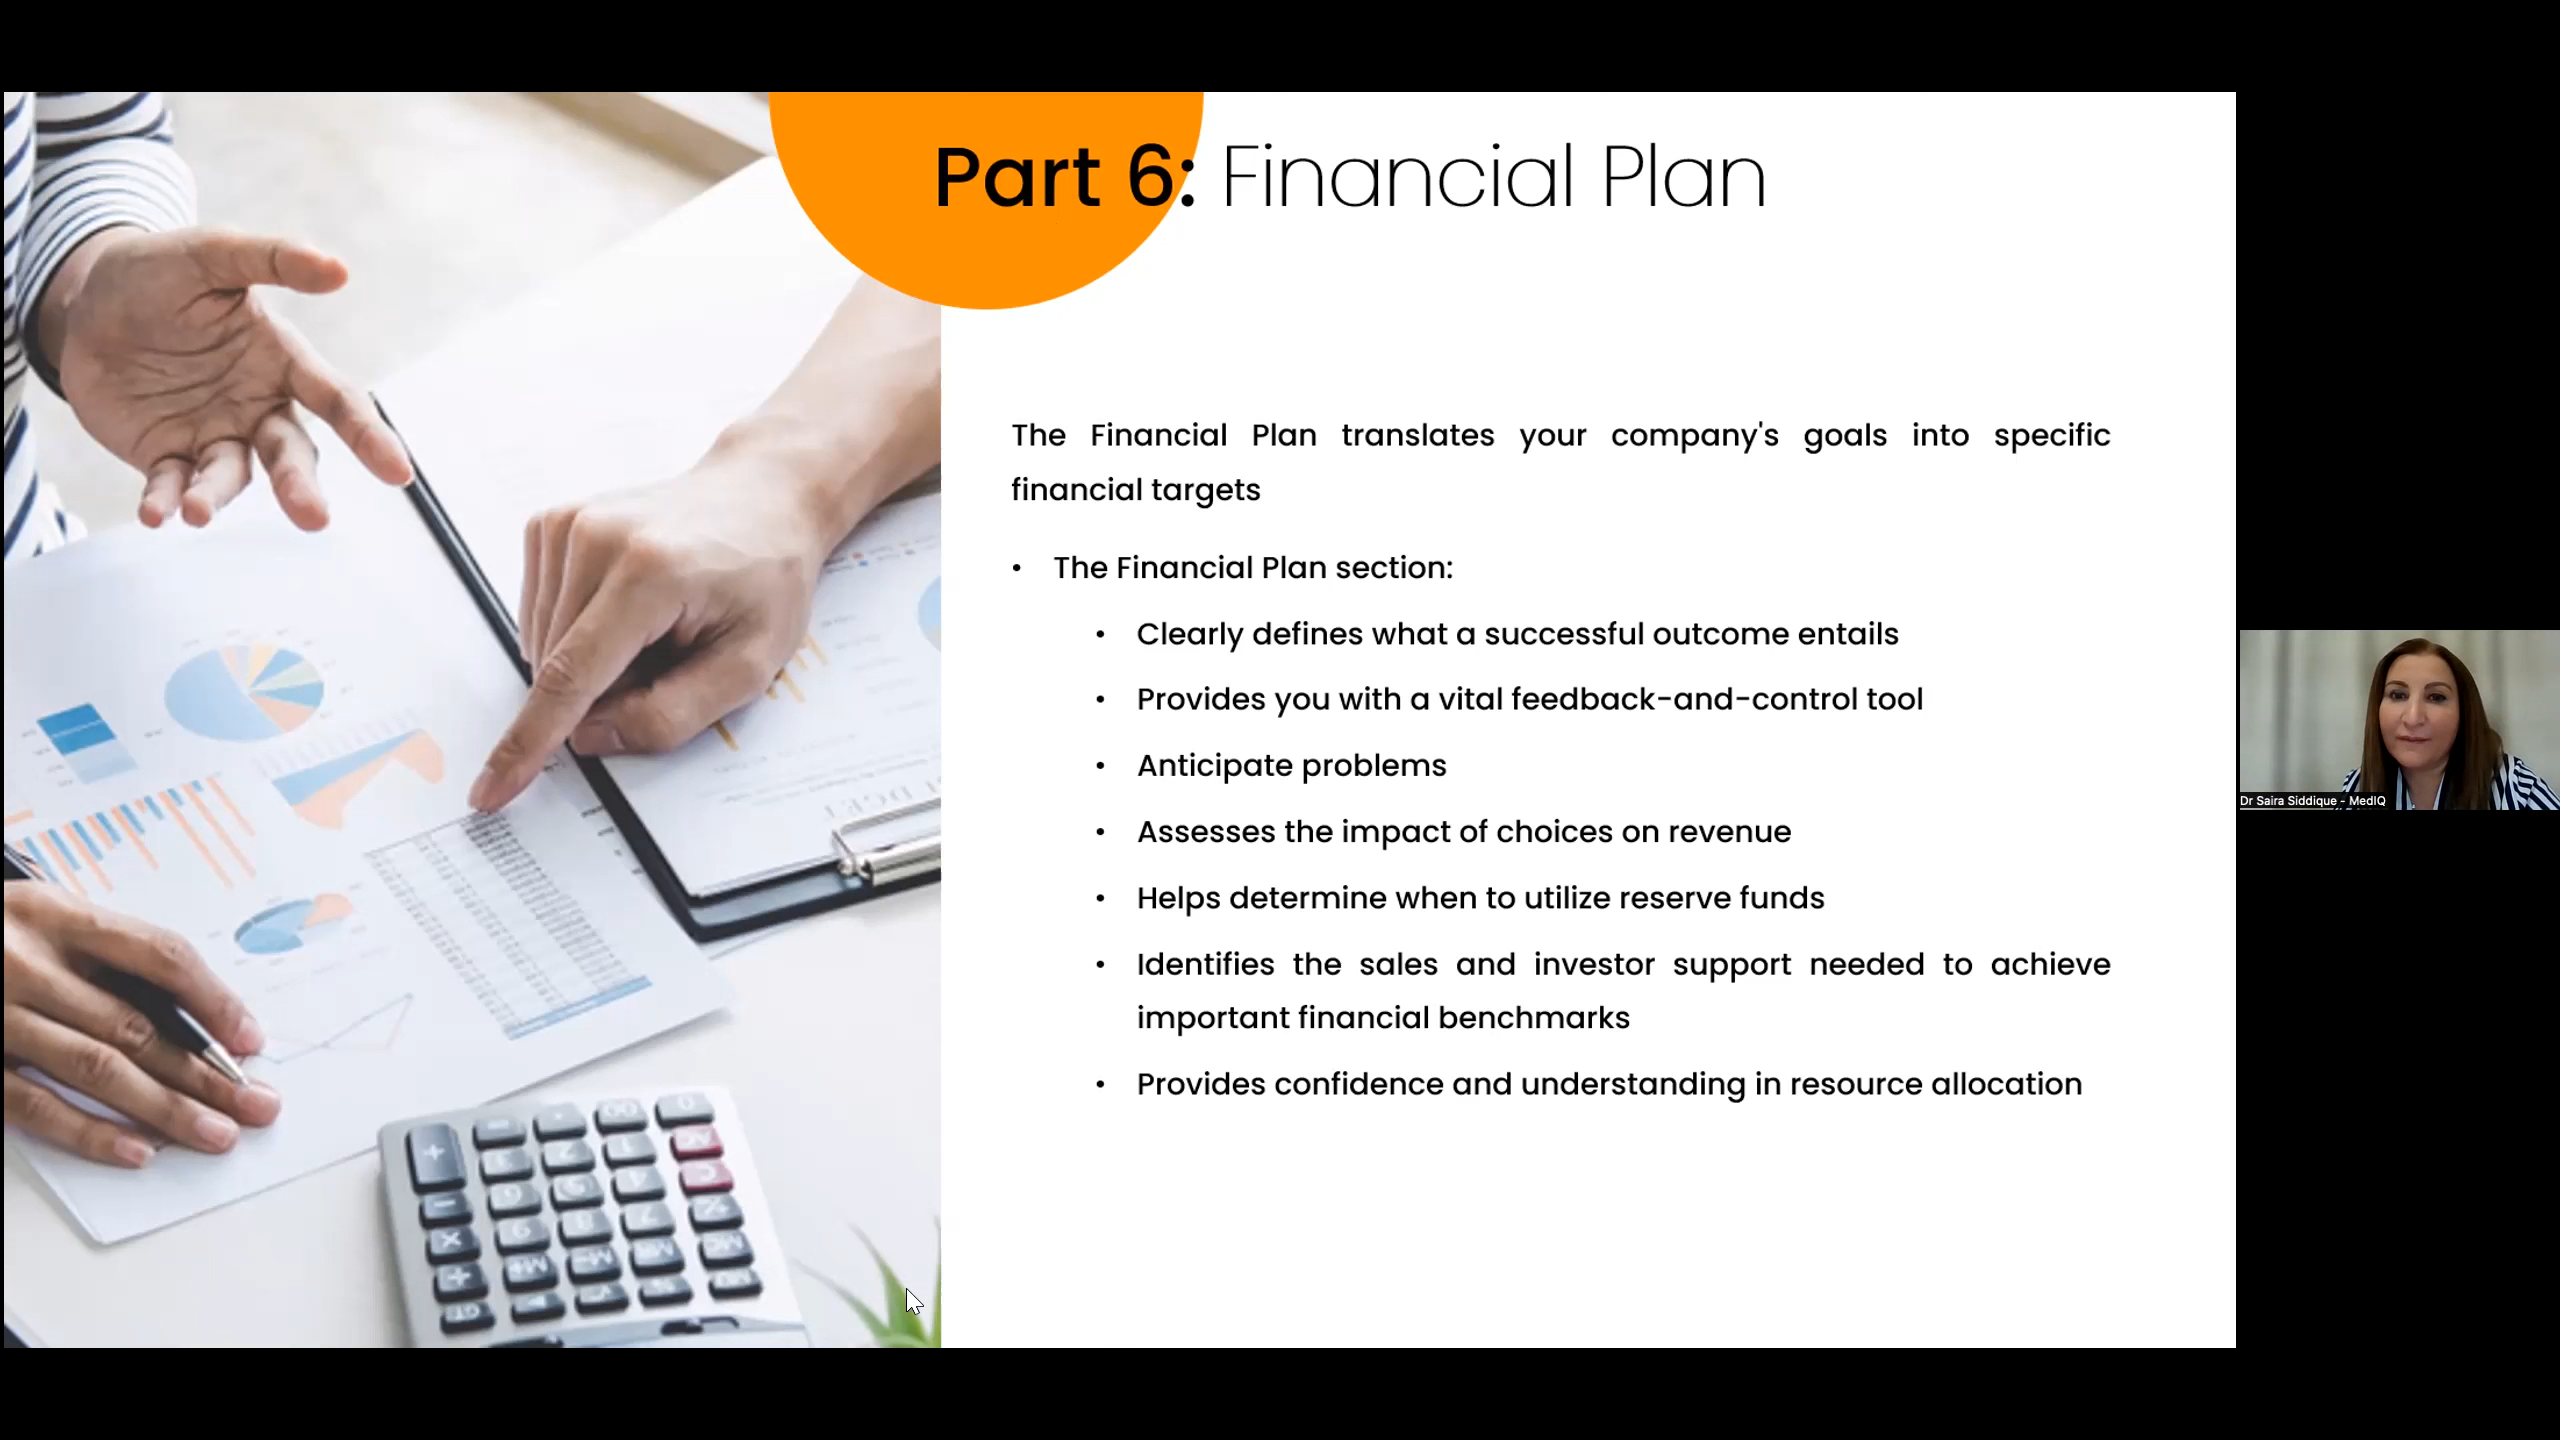 Part 6: Financial Plan
The Financial Plan translates your company's goals into specific
financial targets
• The Financial Plan section:
• Clearly defines what a successful outcome entails
• Provides you with a vital feedback-and-control tool
• Anticipate problems
• Assesses the impact of choices on revenue
• Helps determine when to utilize reserve funds
• Identifies the sales and investor support needed to achieve
important financial benchmarks
• Provides confidence and understanding in resource allocation
Dr Saira Siddique - MedIQ